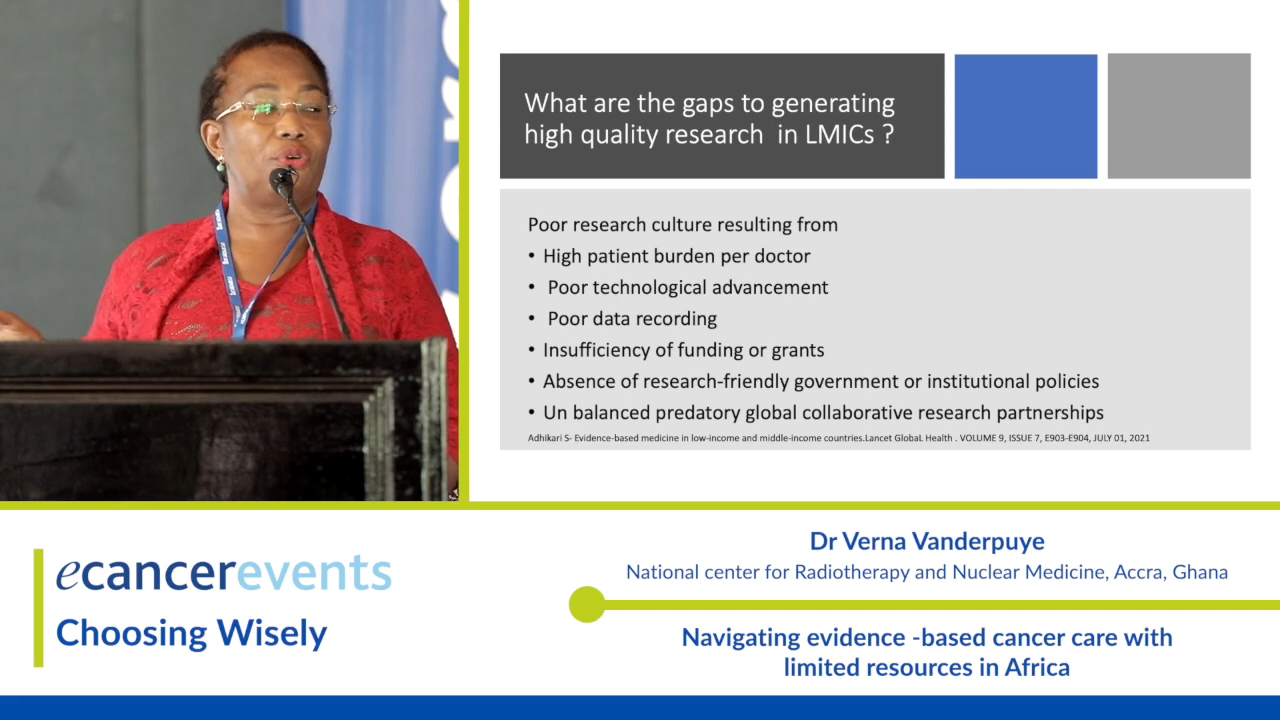 What are the gaps to generating
high quality research in LMICs ?
Poor research culture resulting from
• High patient burden per doctor
• Poor technological advancement
• Poor data recording
• Insufficiency of funding or grants
• Absence of research-friendly government or institutional policies
• Un balanced predatory global collaborative research partnerships
Adhikari S- Evidence-based medicine in low-income and middle-income countries.Lancet GlobaL Health . VOLUME 9, ISSUE 7, E903-E904, JULY 01, 2021
ecancerevents
Choosing Wisely
Dr Verna Vanderpuye
National center for Radiotherapy and Nuclear Medicine, Accra, Ghana
Navigating evidence -based cancer care with
limited resources in Africa